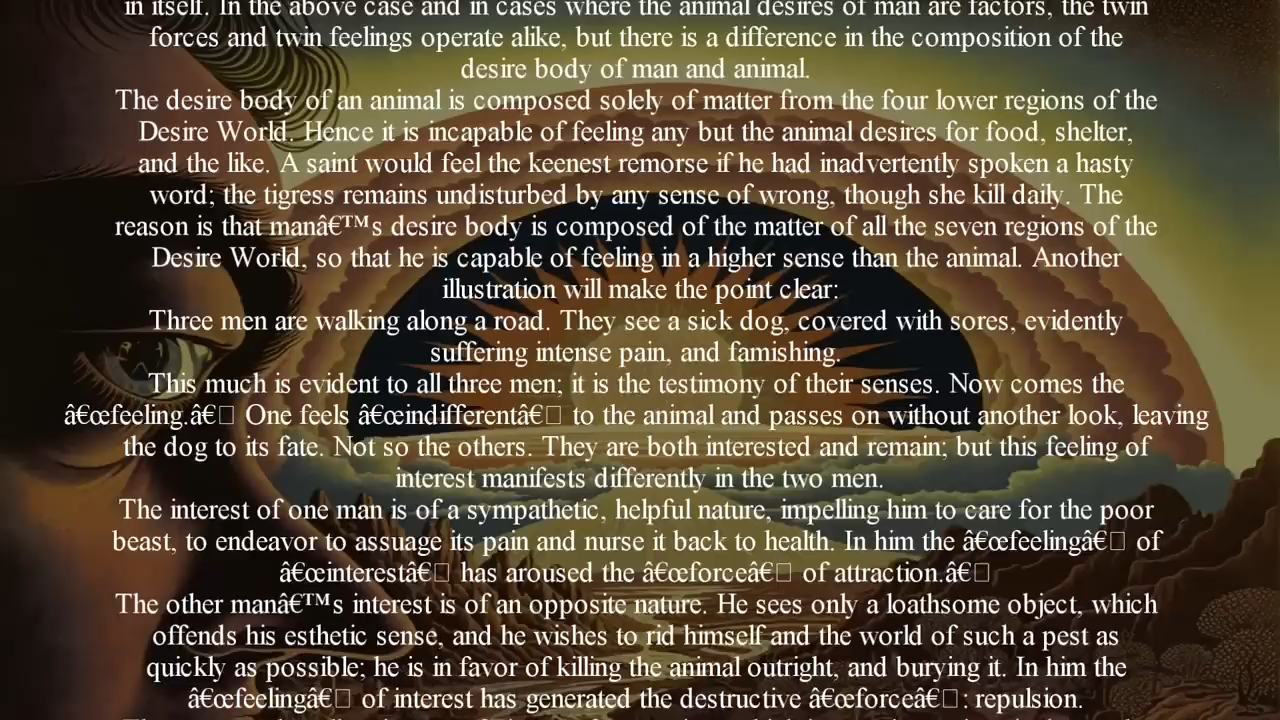 in itself. In the above case and in cases where the animal desires of man are factors, the twin
forces and twin feelings operate alike, but there is a difference in the composition of the
desire body of man and animal.
The desire body of an animal is composed solely of matter from the four lower regions of the
Desire World. Hence it is incapable of feeling any but the animal desires for food, shelter,
and the like. A saint would feel the keenest remorse if he had inadvertently spoken a hasty
word; the tigress remains undisturbed by any sense of wrong, though she kill daily. The
reason is that manâ€™s desire body is composed of the matter of all the seven regions of the
Desire World, so that he is capable of feeling in a higher sense than the animal. Another
illustration will make the point clear:
Three men are walking along a road. They see a sick dog, covered with sores, evidently
suffering intense pain, and famishing.
This much is evident to all three men; it is the testimony of their senses. Now comes the
â€œfeeling.â€□ One feels â€œindifferentâ€□ to the animal and passes on without another look, leaving
the dog to its fate. Not so the others. They are both interested and remain; but this feeling of
interest manifests differently in the two men.
The interest of one man is of a sympathetic, helpful nature, impelling him to care for the poor
beast, to endeavor to assuage its pain and nurse it back to health. In him the â€œfeelingâ€□ of
â€œinterestâ€□ has aroused the â€œforceâ€□ of attraction.â€□
The other manâ€™s interest is of an opposite nature. He sees only a loathsome object, which
offends his esthetic sense, and he wishes to rid himself and the world of such a pest as
quickly as possible; he is in favor of killing the animal outright, and burying it. In him the
â€œfeelingâ€□ of interest has generated the destructive â€œforceâ€□: repulsion.